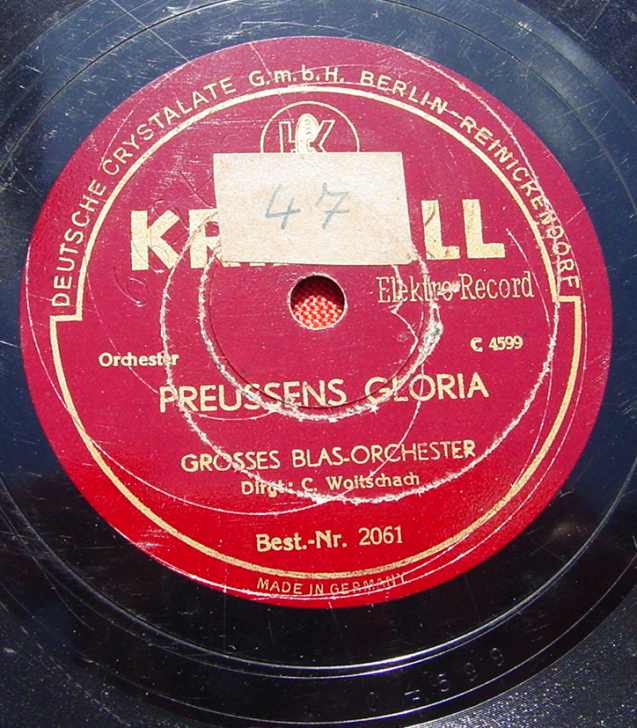 DEUTSCHE CRYSTALATE G.m.b.H. BERLIN-REINICKENDORF
47
Elektro-Record
C 4599
Orchester
PREUSSENS GLORIA
GROSSES BLAS-ORCHESTER
Dirgt: C. Woitschach
Best.-Nr. 2061
MADE IN GERMANY